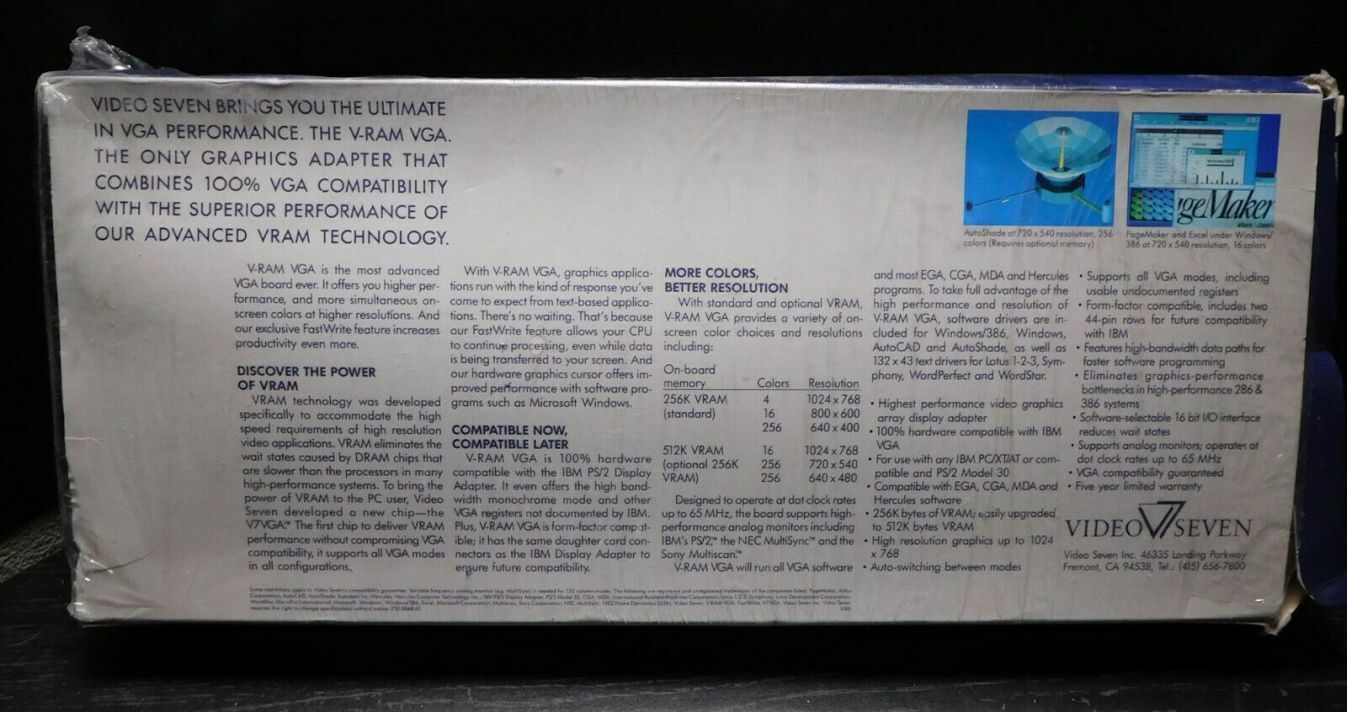 VIDEO SEVEN BRINGS YOU THE ULTIMATE
IN VGA PERFORMANCE. THE V-RAM VGA.
THE ONLY GRAPHICS ADAPTER THAT
COMBINES 100% VGA COMPATIBILITY
WITH THE SUPERIOR PERFORMANCE OF
OUR ADVANCED VRAM TECHNOLOGY.
geMaker
AutoShade at 720 x 540 resolution, 256
colors (Requires optional memory)
PageMaker and Excel under Windows/
386 at 720 x 540 resolution, 16 colors
V-RAM VGA is the most advanced
VGA board ever. It offers you higher per-
formance, and more simultaneous on-
screen colors at higher resolutions. And
our exclusive FastWrite feature increases
productivity even more.
DISCOVER THE POWER
OF VRAM
VRAM technology was developed
specifically to accommodate the high
speed requirements of high resolution
video applications. VRAM eliminates the
wait states caused by DRAM chips that
are slower than the processors in many
high-performance systems. To bring the
power of VRAM to the PC user, Video
Seven developed a new chip—the
V7VGA.™ The first chip to deliver VRAM
performance without compromising VGA
compatibility, it supports all VGA modes
in all configurations.
With V-RAM VGA, graphics applica-
tions run with the kind of response you've
come to expect from text-based applica-
tions. There's no waiting. That's because
our FastWrite feature allows your CPU
to continue processing, even while data
is being transferred to your screen. And
our hardware graphics cursor offers im-
proved performance with software pro-
grams such as Microsoft Windows.
COMPATIBLE NOW,
COMPATIBLE LATER
V-RAM VGA is 100% hardware
compatible with the IBM PS/2 Display
Adapter. It even offers the high band-
width monochrome mode and other
VGA registers not documented by IBM.
Plus, V-RAM VGA is form-factor compat-
ible; it has the same daughter card con-
nectors as the IBM Display Adapter to
ensure future compatibility.
MORE COLORS,
BETTER RESOLUTION
With standard and optional VRAM,
V-RAM VGA provides a variety of on-
screen color choices and resolutions
including:
On-board
memory Colors Resolution
256K VRAM 4 1024 x 768
(standard) 16 800 x 600
256 640 x 400
512K VRAM 16 1024 x 768
(optional 256K 256 720 x 540
VRAM) 256 640 x 480
Designed to operate at dot clock rates
up to 65 MHz, the board supports high-
performance analog monitors including
IBM's PS/2,™ the NEC MultiSync™ and the
Sony Multiscan.™
V-RAM VGA will run all VGA software
and most EGA, CGA, MDA and Hercules
programs. To take full advantage of the
high performance and resolution of
V-RAM VGA, software drivers are in-
cluded for Windows/386, Windows,
AutoCAD and AutoShade, as well as
132 x 43 text drivers for Lotus 1-2-3, Sym-
phony, WordPerfect and WordStar.
• Highest performance video graphics
array display adapter
• 100% hardware compatible with IBM
VGA
• For use with any IBM PC/XT/AT or com-
patible and PS/2 Model 30
• Compatible with EGA, CGA, MDA and
Hercules software
• 256K bytes of VRAM; easily upgraded
to 512K bytes VRAM
• High resolution graphics up to 1024
x 768
• Auto-switching between modes
• Supports all VGA modes, including
usable undocumented registers
• Form-factor compatible, includes two
44-pin rows for future compatibility
with IBM
• Features high-bandwidth data paths for
faster software programming
• Eliminates graphics-performance
bottlenecks in high-performance 286 &
386 systems
• Software-selectable 16 bit I/O interface
reduces wait states
• Supports analog monitors; operates at
dot clock rates up to 65 MHz
• VGA compatibility guaranteed
• Five year limited warranty
VIDEO 7 SEVEN
Video Seven Inc. 46335 Landing Parkway
Fremont, CA 94538, Tel.: (415) 656-7800